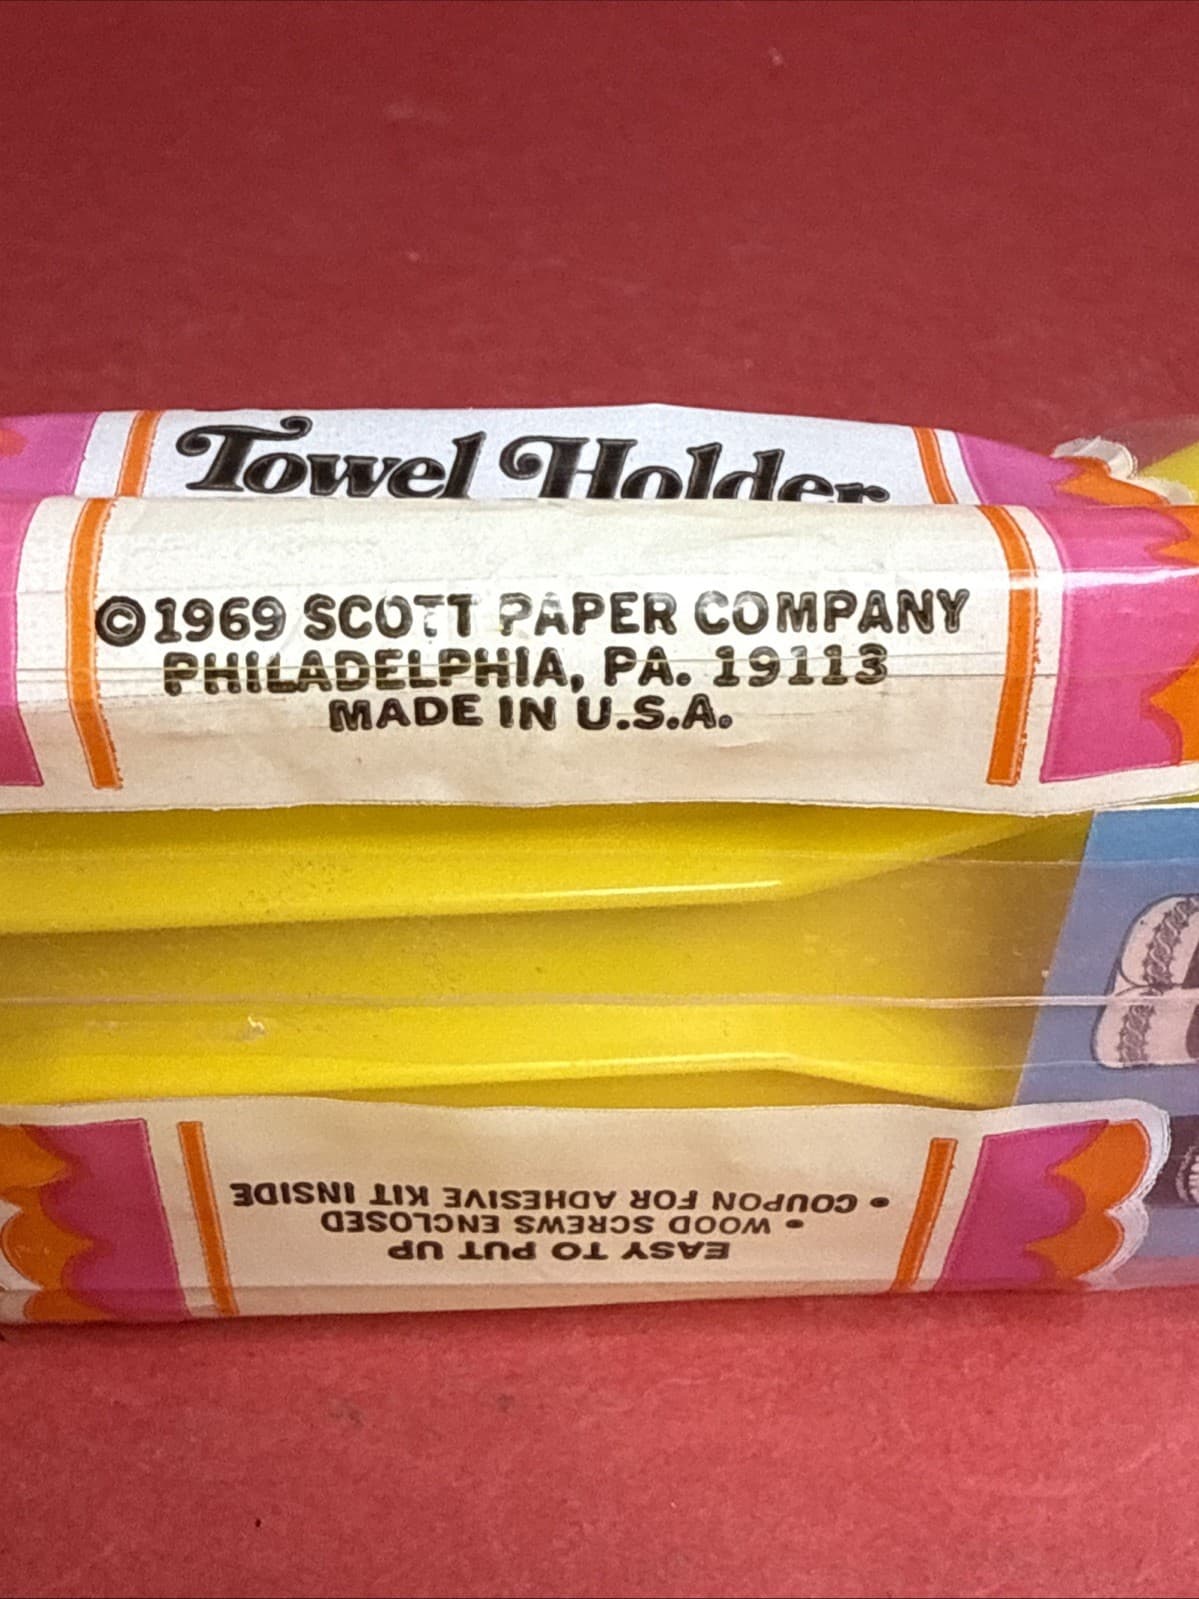 Towel Holder
©1969 SCOTT PAPER COMPANY
PHILADELPHIA, PA. 19113
MADE IN U.S.A.
EASY TO PUT UP
• WOOD SCREWS ENCLOSED
• COUPON FOR ADHESIVE KIT INSIDE